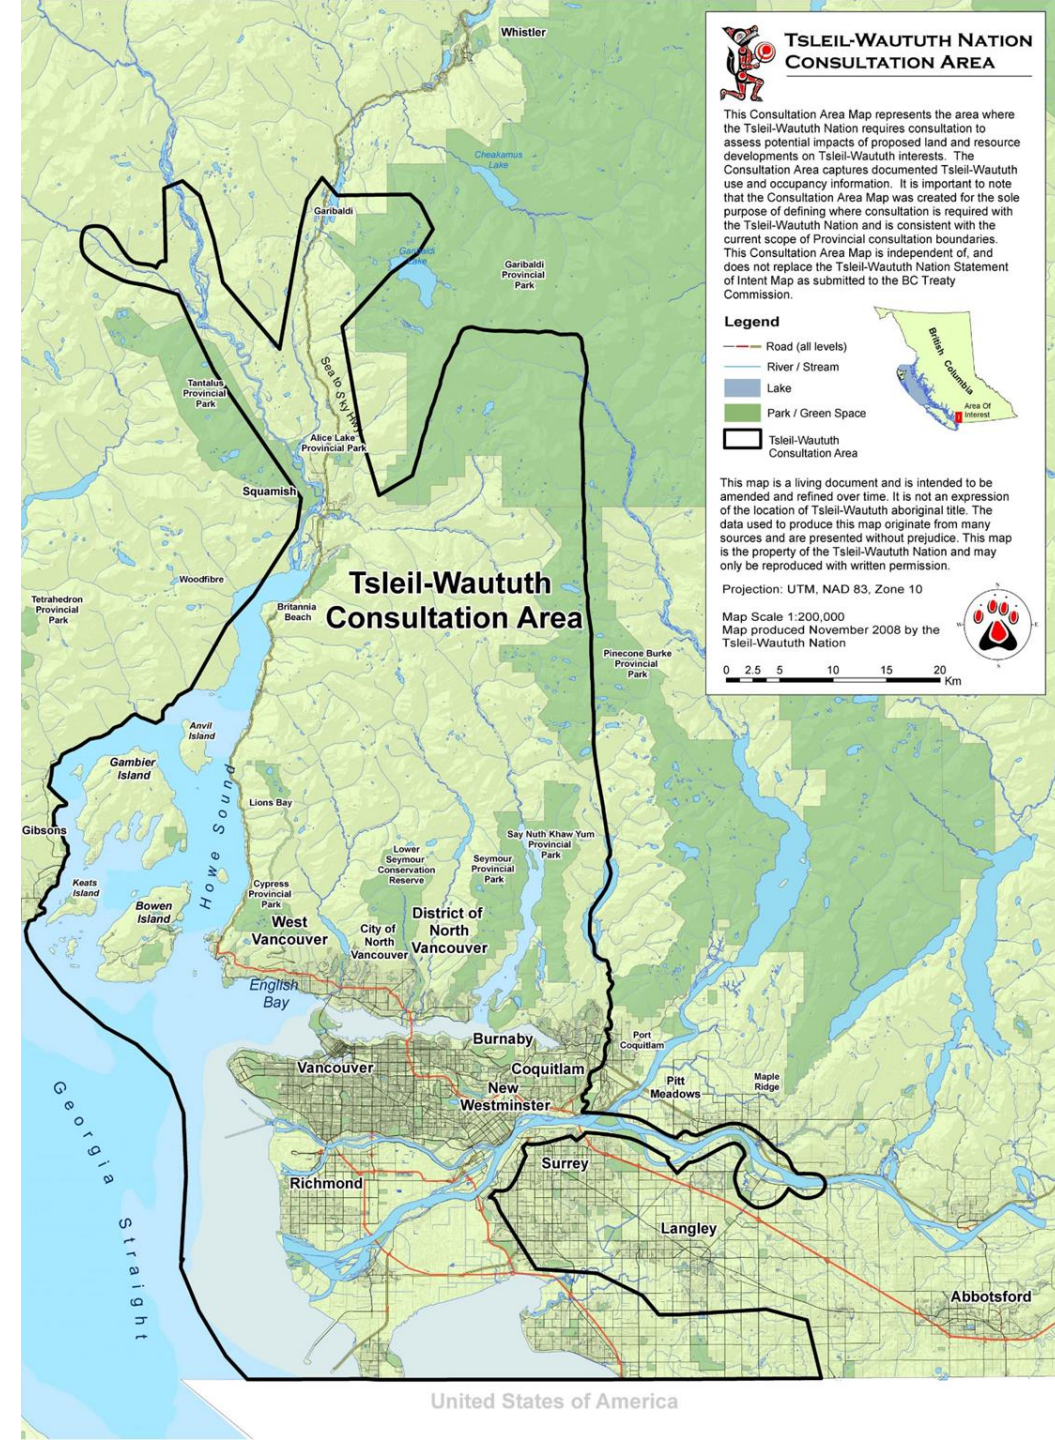 Whistler
TSLEIL-WAUTUTH NATION
CONSULTATION AREA
This Consultation Area Map represents the area where
the Tsleil-Waututh Nation requires consultation to
assess potential impacts of proposed land and resource
developments on Tsleil-Waututh interests. The
Consultation Area captures documented Tsleil-Waututh
use and occupancy information. It is important to note
that the Consultation Area Map was created for the sole
purpose of defining where consultation is required with
the Tsleil-Waututh Nation and is consistent with the
current scope of Provincial consultation boundaries.
This Consultation Area Map is independent of, and
does not replace the Tsleil-Waututh Nation Statement
of Intent Map as submitted to the BC Treaty
Commission.
Legend
Road (all levels)
River / Stream
Lake
Park / Green Space
Tsleil-Waututh
Consultation Area
British Columbia
Area Of
Interest
This map is a living document and is intended to be
amended and refined over time. It is not an expression
of the location of Tsleil-Waututh aboriginal title. The
data used to produce this map originate from many
sources and are presented without prejudice. This map
is the property of the Tsleil-Waututh Nation and may
only be reproduced with written permission.
Projection: UTM, NAD 83, Zone 10
Map Scale 1:200,000
Map produced November 2008 by the
Tsleil-Waututh Nation
N
W
E
S
0 2.5 5 10 15 20
Km
Cheakamus
Lake
Garibaldi
Garibaldi
Lake
Garibaldi
Provincial
Park
Sea to Sky Hwy
Tantalus
Provincial
Park
Alice Lake
Provincial Park
Squamish
Woodfibre
Tetrahedron
Provincial
Park
Britannia
Beach
Tsleil-Waututh
Consultation Area
Pinecone Burke
Provincial
Park
Anvil
Island
Gambier
Island
Lions Bay
Howe Sound
Gibsons
Keats
Island
Bowen
Island
Say Nuth Khaw Yum
Provincial
Park
Lower
Seymour
Conservation
Reserve
Seymour
Provincial
Park
Cypress
Provincial
Park
West
Vancouver
City of
North
Vancouver
District of
North
Vancouver
English
Bay
Burnaby
Port
Coquitlam
Vancouver
Coquitlam
New
Westminster
Pitt
Meadows
Maple
Ridge
Georgia Straight
Richmond
Surrey
Langley
Abbotsford
United States of America